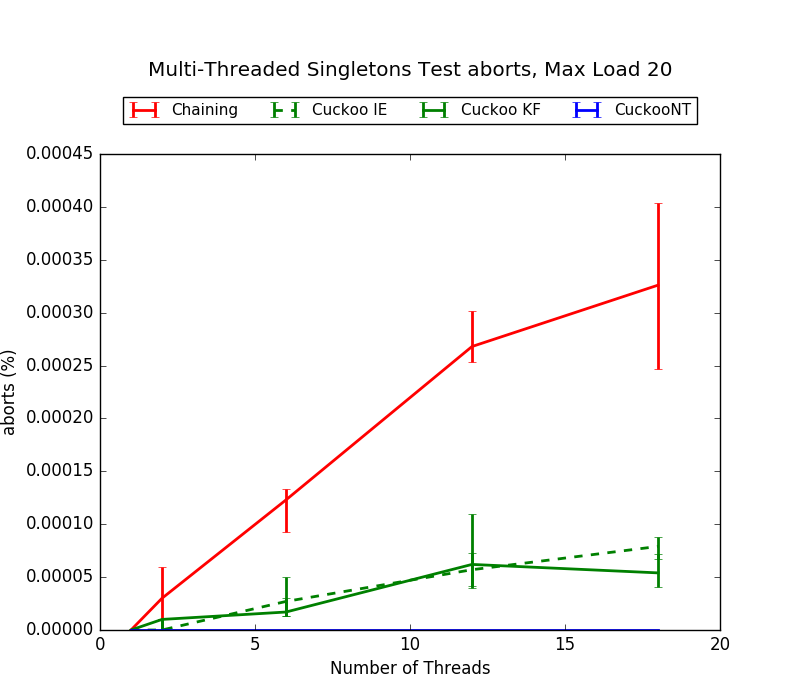 Multi-Threaded Singletons Test aborts, Max Load 20
Chaining Cuckoo IE Cuckoo KF CuckooNT
0.00045
0.00040
0.00035
0.00030
0.00025
0.00020
0.00015
0.00010
0.00005
0.00000
aborts (%)
0 5 10 15 20
Number of Threads